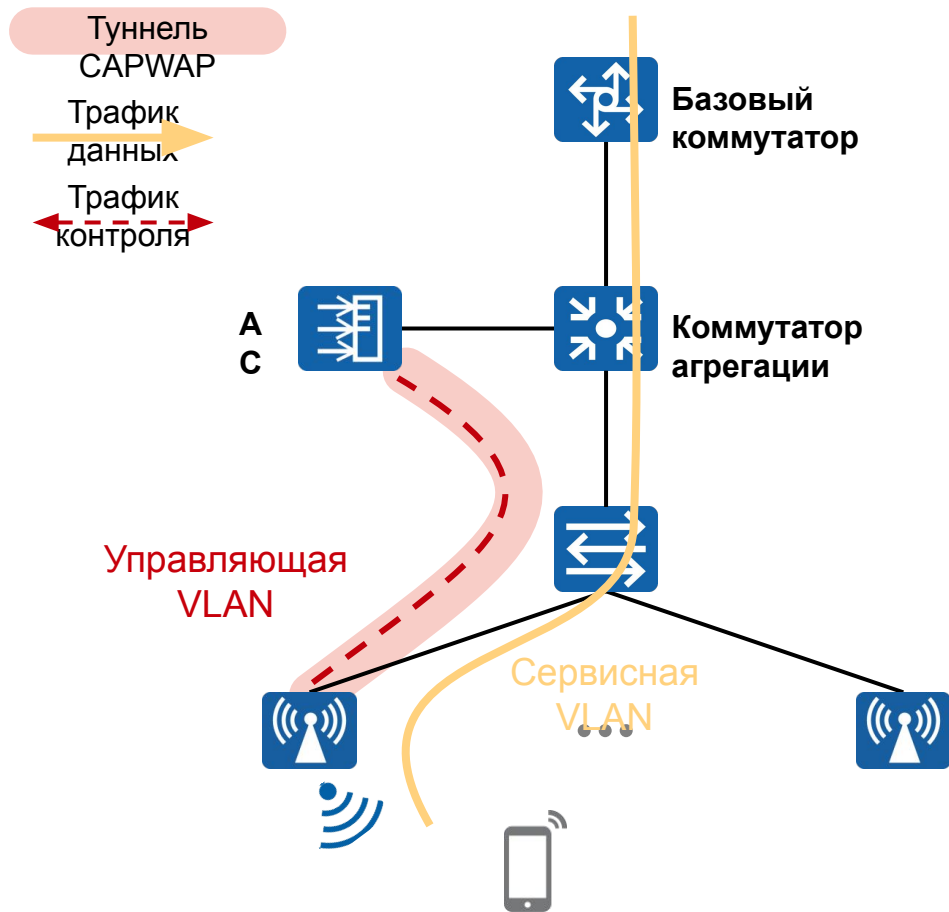 Туннель
CAPWAP
Трафик
данных
Трафик
контроля
Базовый
коммутатор
А
С
Коммутатор
агрегации
Управляющая
VLAN
Сервисная
VLAN